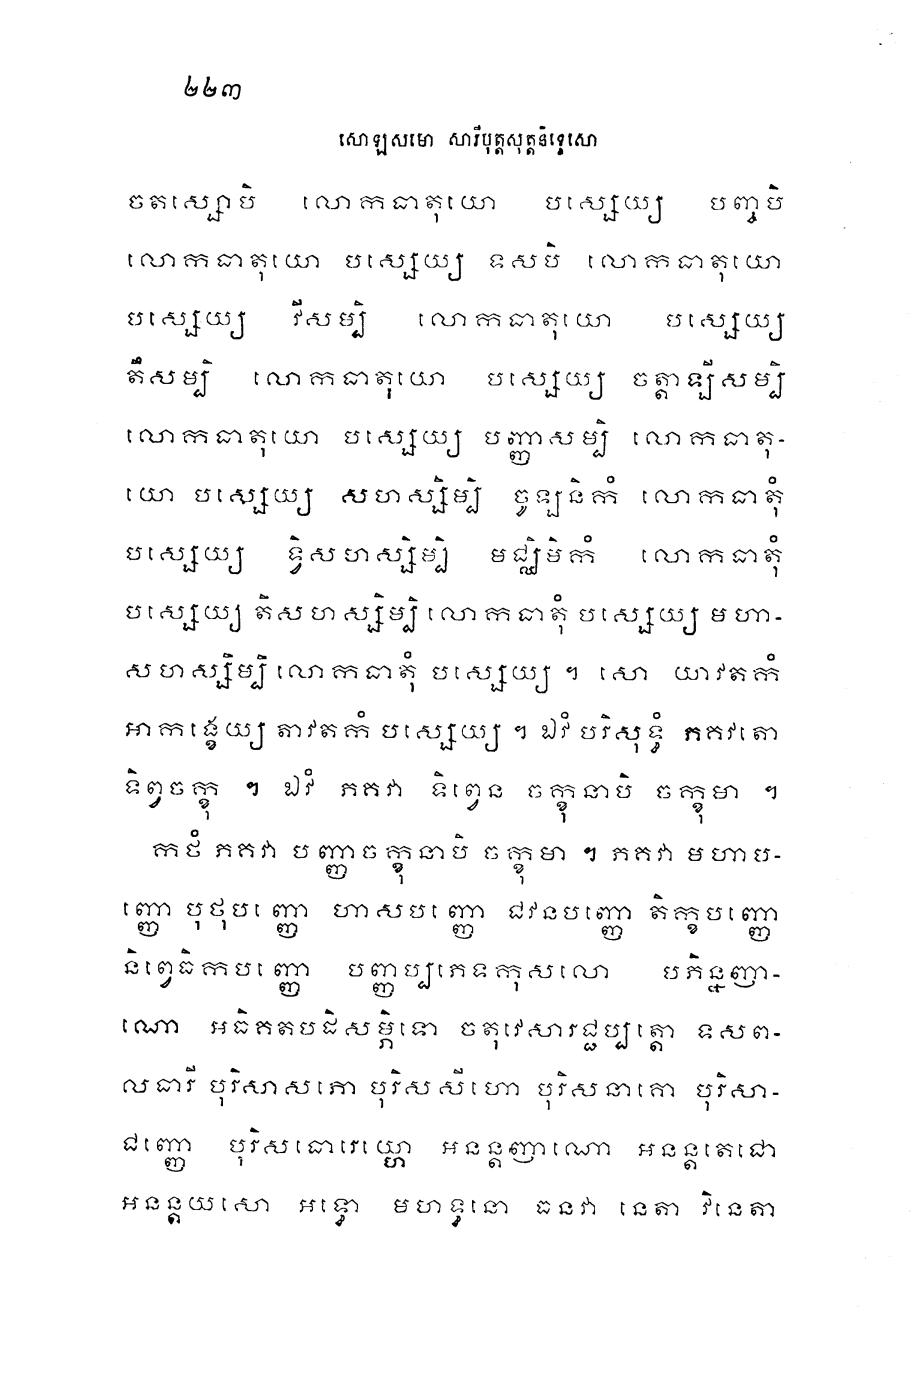 ២២៣
សោឡសមោ សារីបុត្តសុត្តនិទ្ទេសោ
ចតស្សោបិ លោកធាតុយោ បស្សេយ្យ បញ្ចបិ
លោកធាតុយោ បស្សេយ្យ ទសបិ លោកធាតុយោ
បស្សេយ្យ វីសម្បិ លោកធាតុយោ បស្សេយ្យ
តឹសម្បិ លោកធាតុយោ បស្សេយ្យ ចត្តាឡីសម្បិ
លោកធាតុយោ បស្សេយ្យ បញ្ញាសម្បិ លោកធាតុ-
យោ បស្សេយ្យ សហស្សិម្បិ ចូឡនិកំ លោកធាតុំ
បស្សេយ្យ ទ្វិសហស្សិម្បិ មជ្ឈិមិកំ លោកធាតុំ
បស្សេយ្យ តិសហស្សិម្បិ លោកធាតុំ បស្សេយ្យ មហា-
សហស្សិម្បិ លោកធាតុំ បស្សេយ្យ ។ សោ យាវតកំ
អាកង្ខេយ្យ តាវតកំ បស្សេយ្យ ។ ឯវំបរិសុទ្ធំ ភគវតោ
ទិព្វចក្ខុ ។ ឯវំ ភគវា ទិព្វេន ចក្ខុនាបិ ចក្ខុមា ។
កថំ ភគវា បញ្ញាចក្ខុនាបិ ចក្ខុមា ។ ភគវា មហាប-
ញ្ញោ បុថុបញ្ញោ ហាសបញ្ញោ ជវនបញ្ញោ តិក្ខបញ្ញោ
និព្វេធិកបញ្ញោ បញ្ញប្បភេទកុសលោ បភិន្នញា-
ណោ អធិគតបដិសម្ភិទោ ចតុវេសារជ្ជប្បត្តោ ទសព-
លធារី បុរិសាសភោ បុរិសសីហោ បុរិសនាគោ បុរិសា-
ជញ្ញោ បុរិសធោរយ្ហោ អនន្តញាណោ អនន្តតេជោ
អនន្តយសោ អឌ្ឍោ មហទ្ធនោ ធនវា នេតា វិនេតា